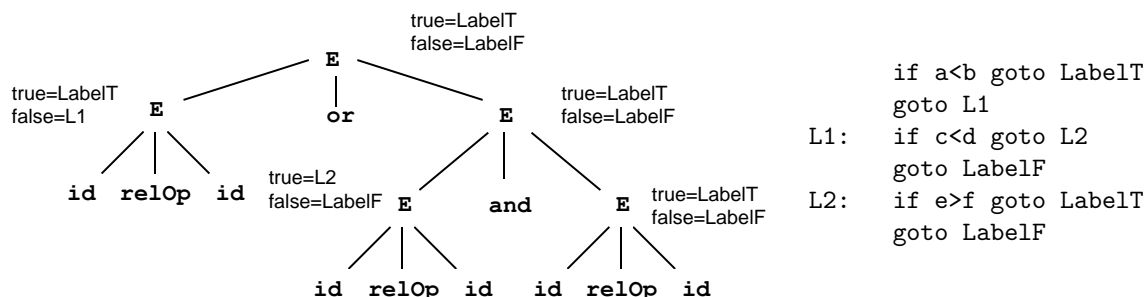 true=LabelT
false=LabelF
E
true=LabelT
false=L1
E
or
true=LabelT
false=LabelF
E
id relOp id
true=L2
false=LabelF
E
and
true=LabelT
false=LabelF
E
id relOp id
id relOp id
if a<b goto LabelT
goto L1
L1: if c<d goto L2
goto LabelF
L2: if e>f goto LabelT
goto LabelF